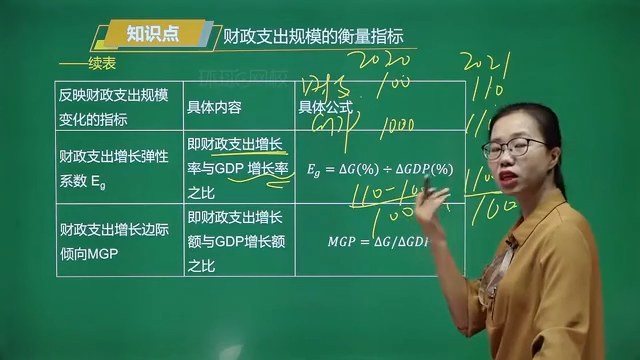 知识点
财政支出规模的衡量指标
——续表
2020
2021
财政
100
110
反映财政支出规模
变化的指标
具体内容
具体公式
GDP
1000
财政支出增长弹性
系数 Eg
即财政支出增长
率与GDP 增长率
之比
Eg = ΔG(%) ÷ ΔGDP(%)
110-100
100
100
财政支出增长边际
倾向MGP
即财政支出增长
额与GDP增长额
之比
MGP = ΔG/ΔGDP